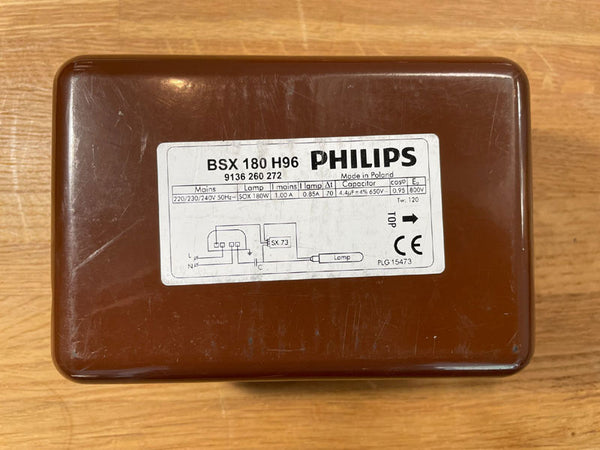 BSX 180 H96 PHILIPS
9136 260 272 Made in Poland
Mains Lamp I mains I lamp Δt Capacitor cosφ E₀
220/230/240V 50Hz~ SOX 180W 1.00 A 0.85A 70 4.4µF±4% 650V~ 0.95 800V
Tw. 120
TOP →
SX 73
L
N
C
Lamp
CE
PLG 15473